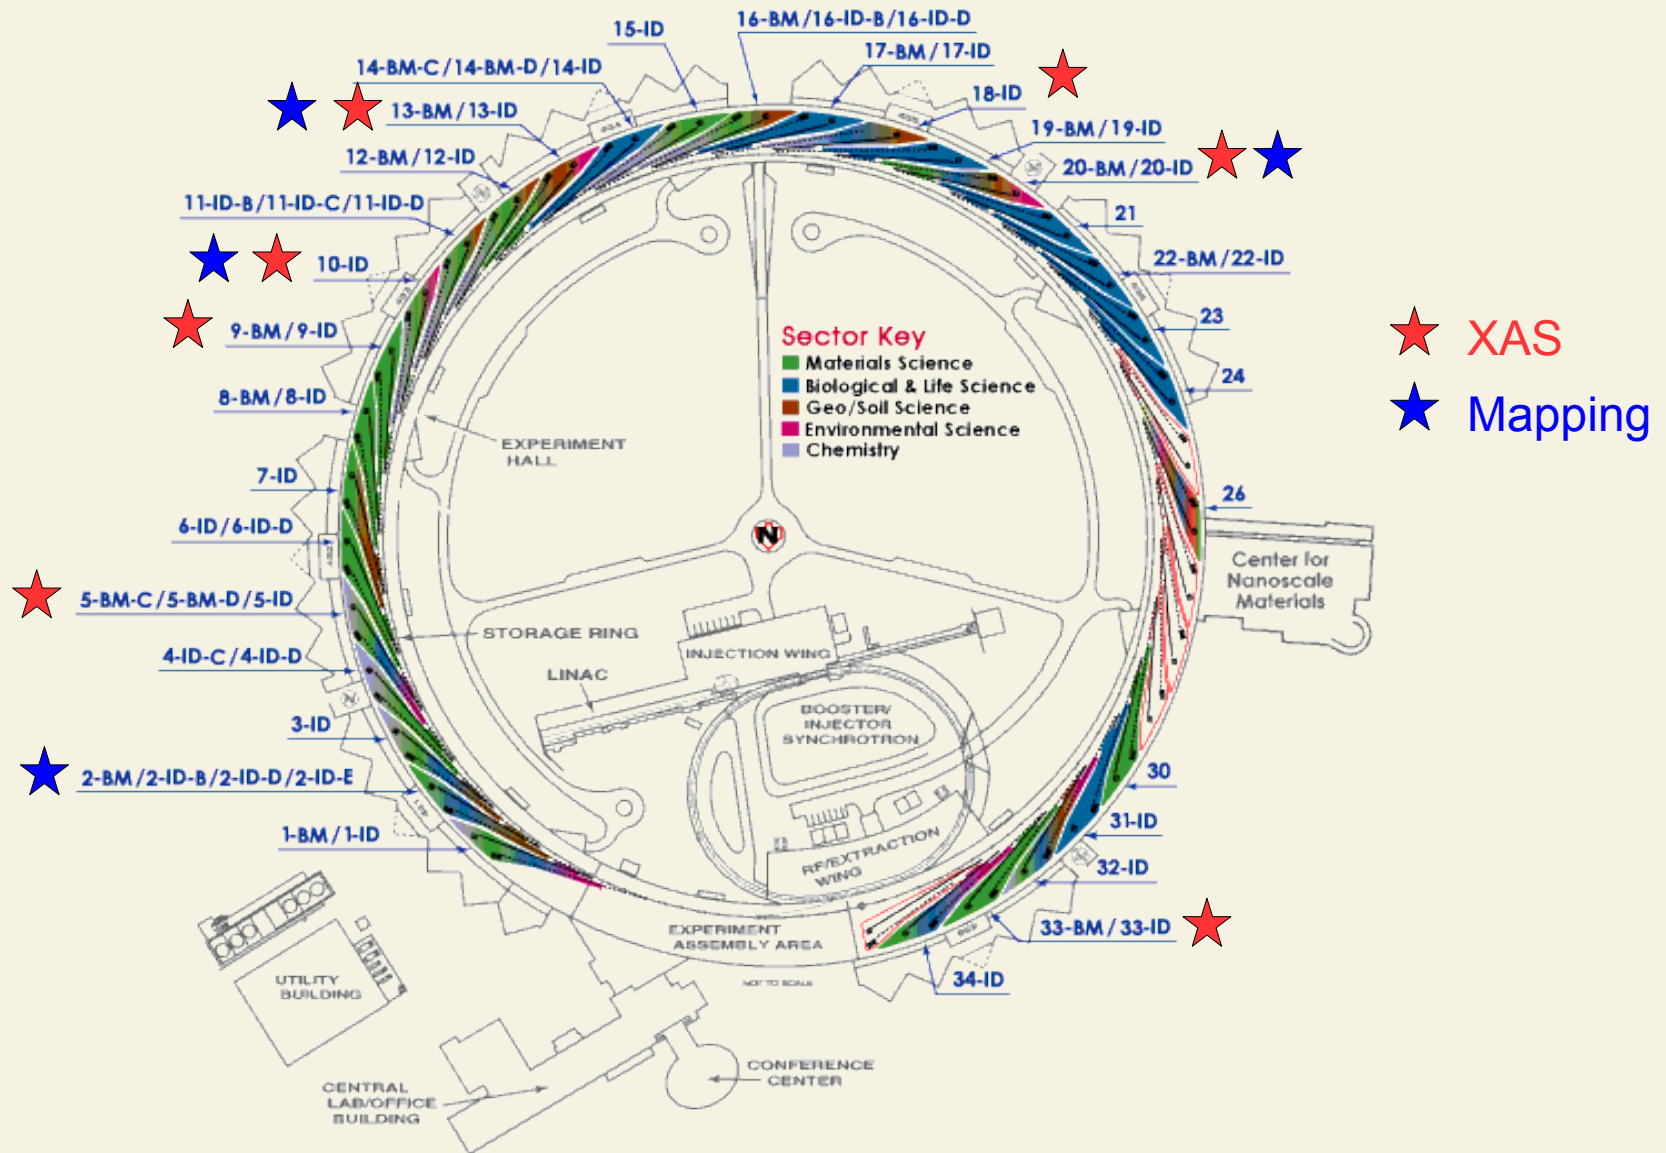 16-BM/16-ID-B/16-ID-D
15-ID
17-BM/17-ID
14-BM-C/14-BM-D/14-ID
18-ID
13-BM/13-ID
19-BM/19-ID
12-BM/12-ID
20-BM/20-ID
11-ID-B/11-ID-C/11-ID-D
21
10-ID
22-BM/22-ID
9-BM/9-ID
23
8-BM/8-ID
24
7-ID
26
6-ID/6-ID-D
5-BM-C/5-BM-D/5-ID
4-ID-C/4-ID-D
3-ID
2-BM/2-ID-B/2-ID-D/2-ID-E
30
1-BM/1-ID
31-ID
32-ID
33-BM/33-ID
34-ID
Sector Key
Materials Science
Biological & Life Science
Geo/Soil Science
Environmental Science
Chemistry
XAS
Mapping
EXPERIMENT
HALL
N
Center for
Nanoscale
Materials
STORAGE RING
INJECTION WING
LINAC
BOOSTER/
INJECTOR
SYNCHROTRON
RF/EXTRACTION
WING
EXPERIMENT
ASSEMBLY AREA
NOT TO SCALE
UTILITY
BUILDING
CONFERENCE
CENTER
CENTRAL
LAB/OFFICE
BUILDING